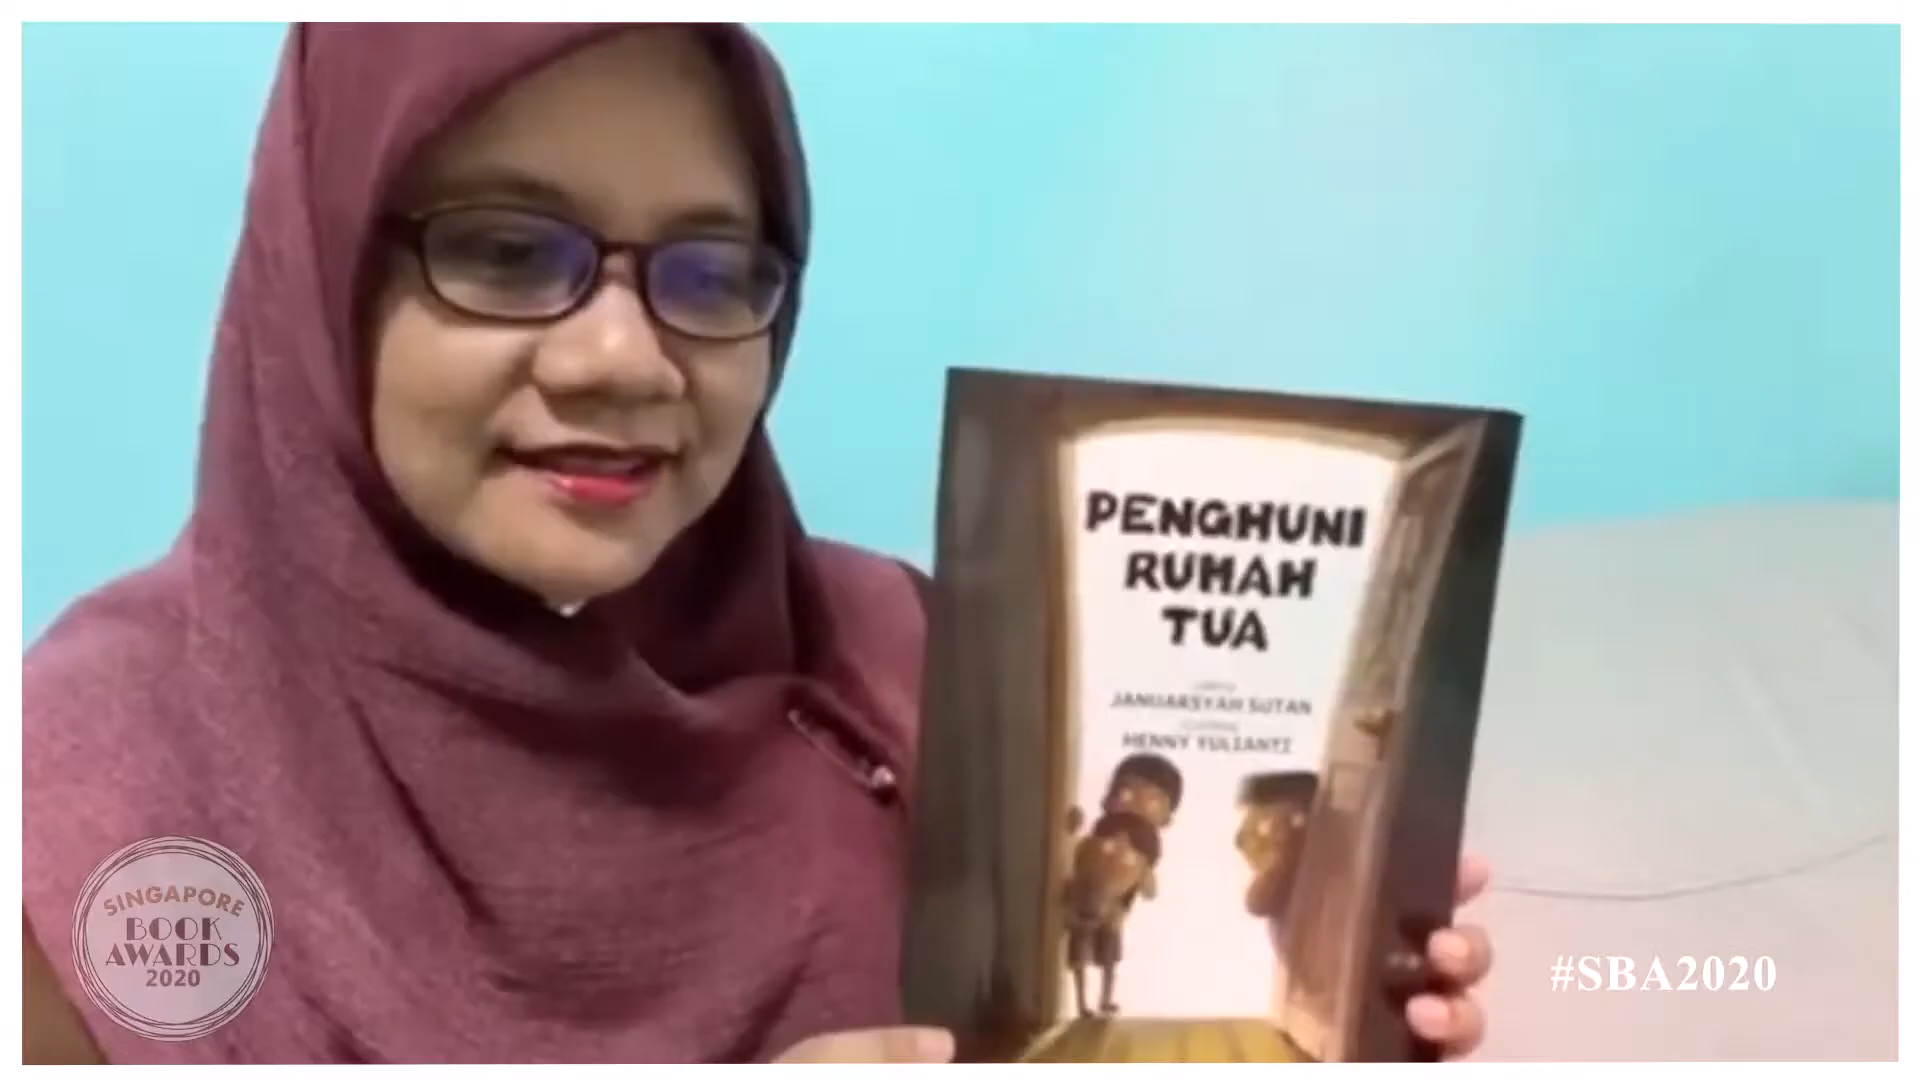 PENGHUNI
RUMAH
TUA
JANUARSYAH SUTAN
HENNY YULIANTI
SINGAPORE
BOOK
AWARDS
2020
#SBA2020